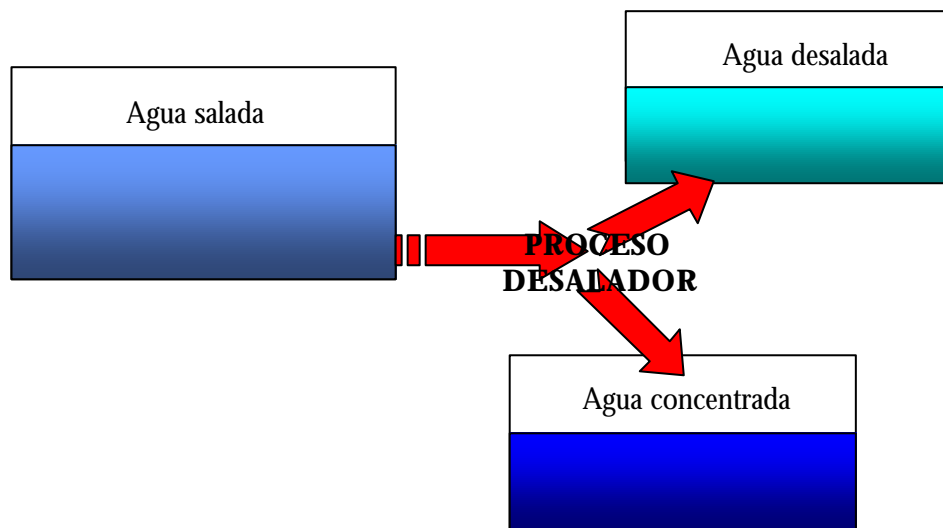 Agua salada
Agua desalada
PROCESO
DESALADOR
Agua concentrada